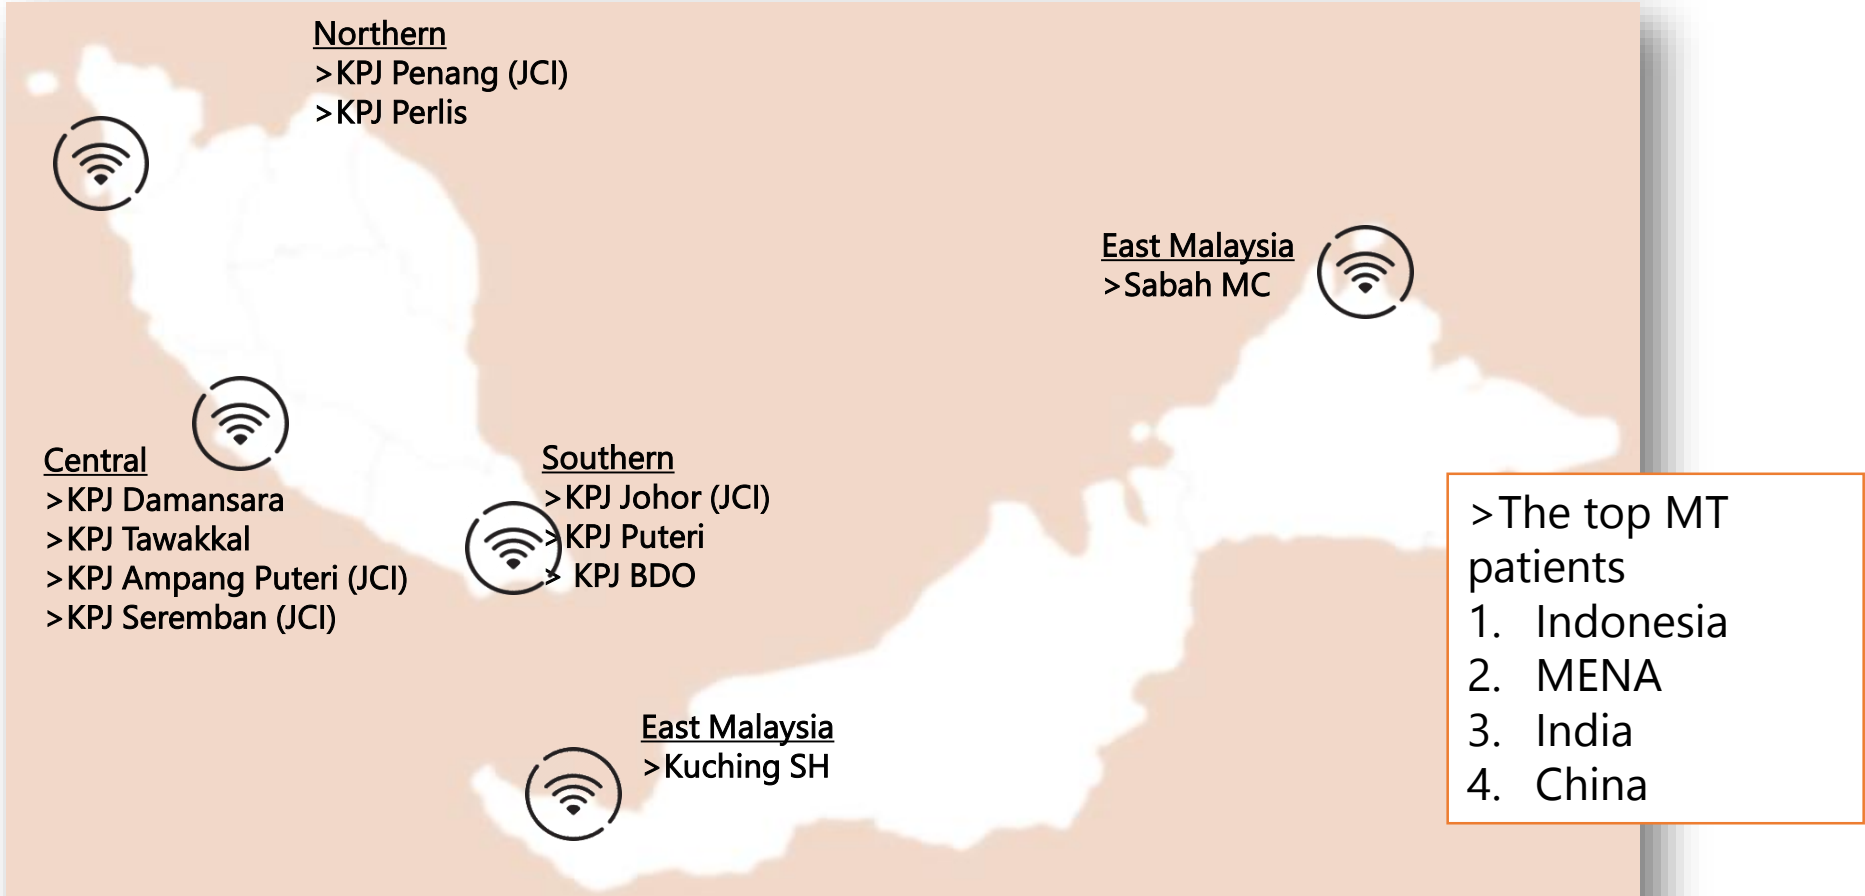 Northern
>KPJ Penang (JCI)
>KPJ Perlis
East Malaysia
>Sabah MC
Central
>KPJ Damansara
>KPJ Tawakkal
>KPJ Ampang Puteri (JCI)
>KPJ Seremban (JCI)
Southern
>KPJ Johor (JCI)
>KPJ Puteri
> KPJ BDO
>The top MT
patients
1. Indonesia
2. MENA
3. India
4. China
East Malaysia
>Kuching SH